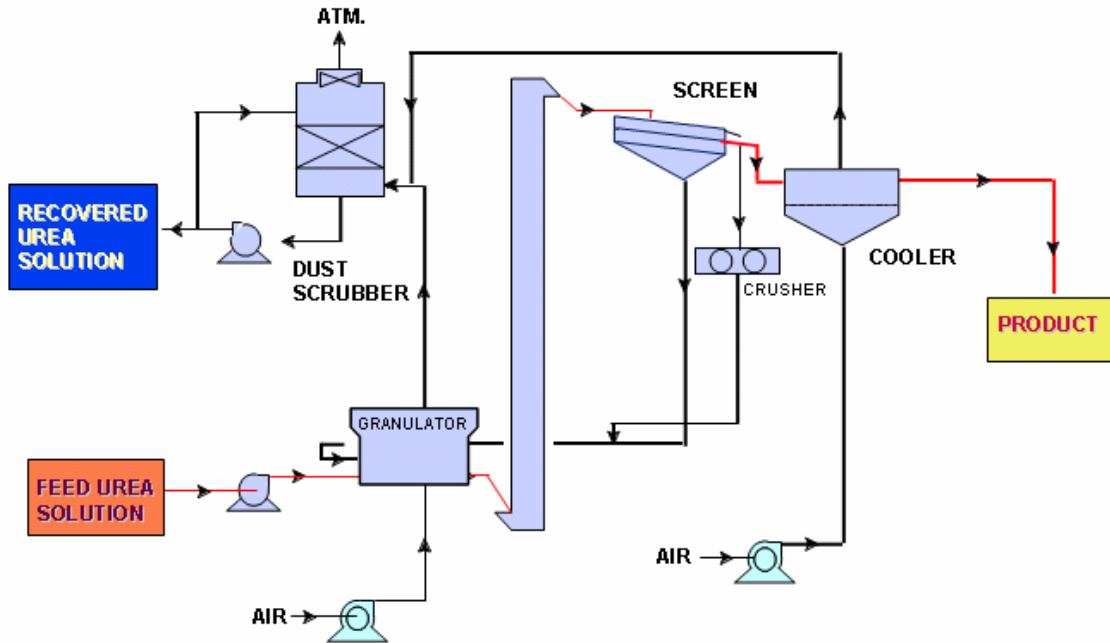 ATM.
SCREEN
RECOVERED
UREA
SOLUTION
DUST
SCRUBBER
COOLER
CRUSHER
PRODUCT
GRANULATOR
FEED UREA
SOLUTION
AIR
AIR